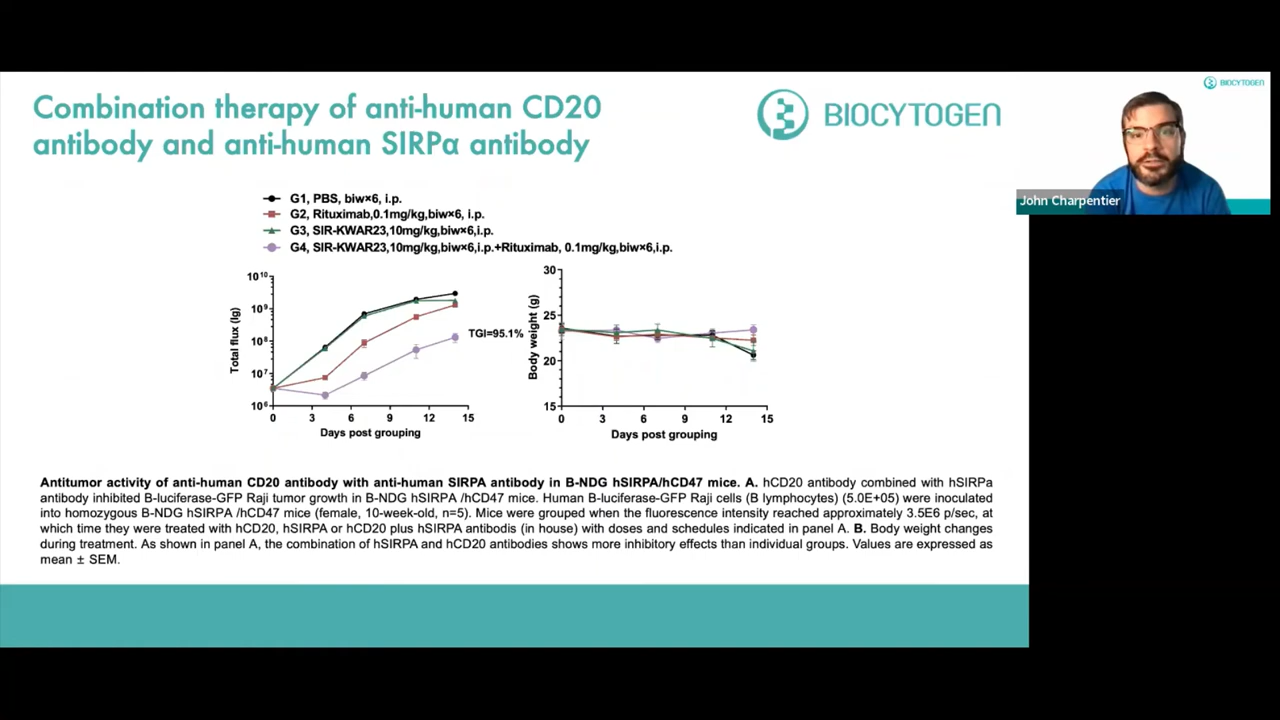 Combination therapy of anti-human CD20
antibody and anti-human SIRPα antibody
BIOCYTOGEN
BIOCYTOGEN
John Charpentier
G1, PBS, biw×6, i.p.
G2, Rituximab,0.1mg/kg,biw×6, i.p.
G3, SIR-KWAR23,10mg/kg,biw×6,i.p.
G4, SIR-KWAR23,10mg/kg,biw×6,i.p.+Rituximab, 0.1mg/kg,biw×6,i.p.
Total flux (lg)
10¹⁰
10⁹
10⁸
10⁷
10⁶
0 3 6 9 12 15
Days post grouping
TGI=95.1%
Body weight (g)
30
25
20
15
0 3 6 9 12 15
Days post grouping
Antitumor activity of anti-human CD20 antibody with anti-human SIRPA antibody in B-NDG hSIRPA/hCD47 mice. A. hCD20 antibody combined with hSIRPa
antibody inhibited B-luciferase-GFP Raji tumor growth in B-NDG hSIRPA /hCD47 mice. Human B-luciferase-GFP Raji cells (B lymphocytes) (5.0E+05) were inoculated
into homozygous B-NDG hSIRPA /hCD47 mice (female, 10-week-old, n=5). Mice were grouped when the fluorescence intensity reached approximately 3.5E6 p/sec, at
which time they were treated with hCD20, hSIRPA or hCD20 plus hSIRPA antibodis (in house) with doses and schedules indicated in panel A. B. Body weight changes
during treatment. As shown in panel A, the combination of hSIRPA and hCD20 antibodies shows more inhibitory effects than individual groups. Values are expressed as
mean ± SEM.